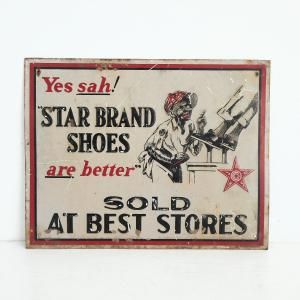 Yes sah!
"STAR BRAND
SHOES
are better"
SOLD
AT BEST STORES